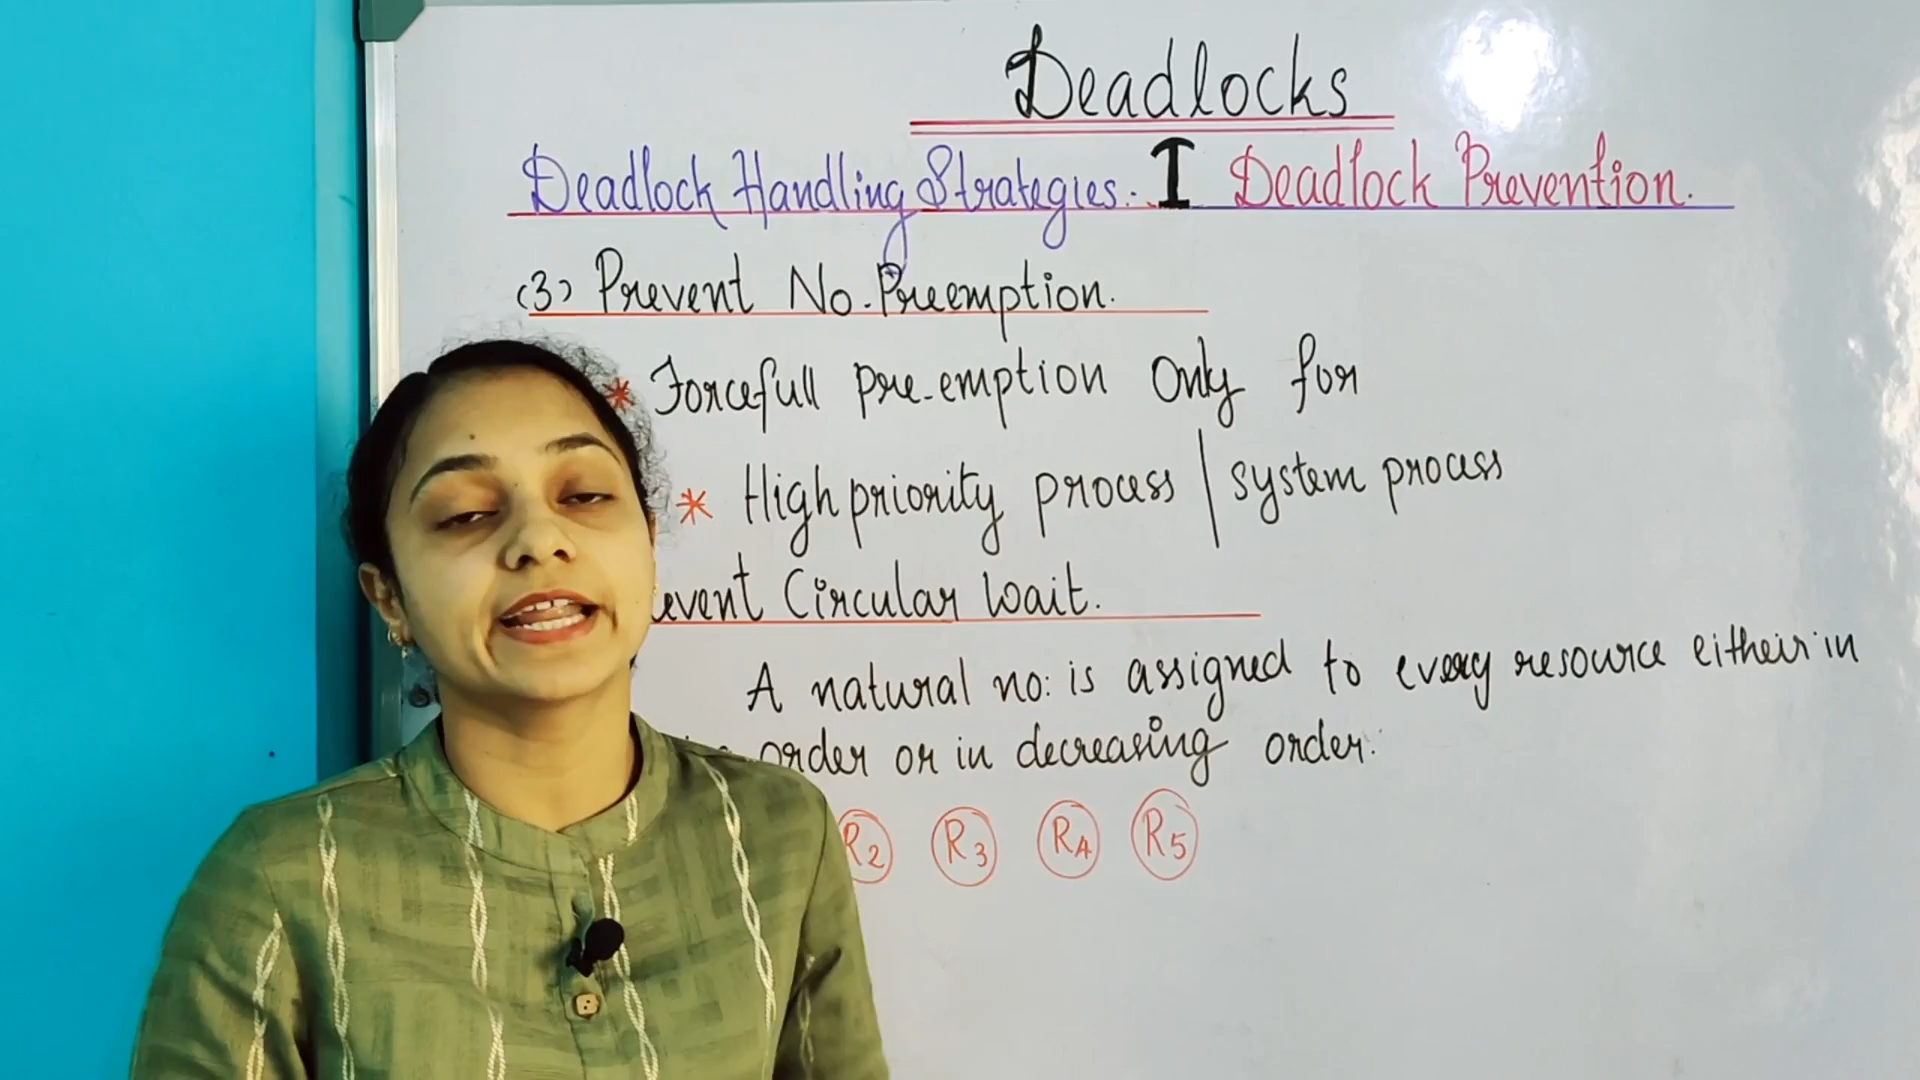 Deadlocks
Deadlock Handling Strategies: I Deadlock Prevention.
(3) Prevent No-Preemption.
* Forcefull pre-emption Only for
* High priority process | system process
event Circular Wait.
A natural no: is assigned to every resource either in
order or in decreasing order.
R2 R3 R4 R5